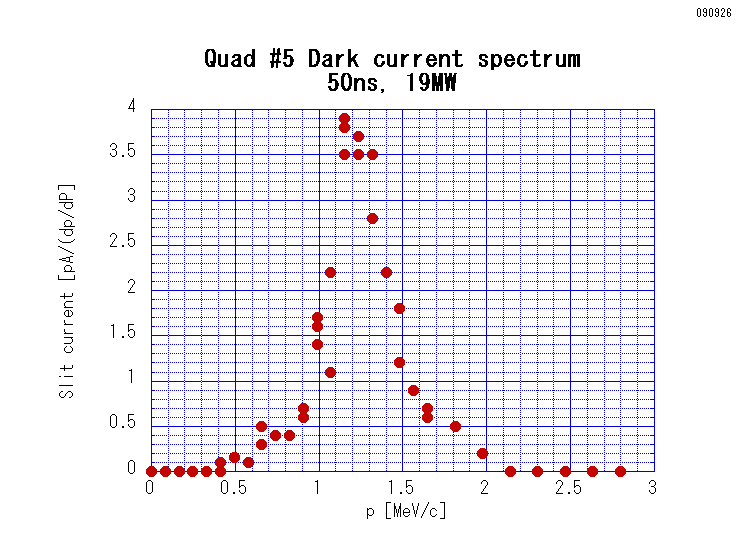 090926
Quad #5 Dark current spectrum
50ns, 19MW
Slit current [pA/(dp/dP)
4
3.5
3
2.5
2
1.5
1
0.5
0
0 0.5 1 1.5 2 2.5 3
p [MeV/c]